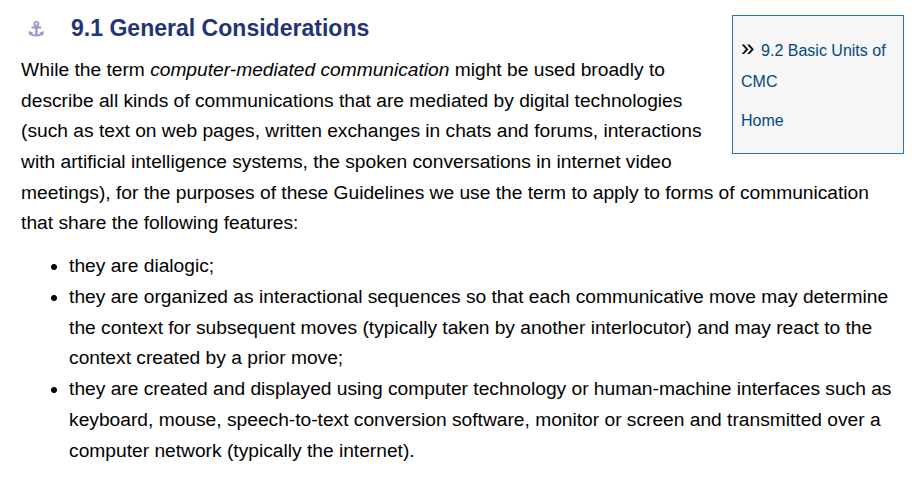 9.1 General Considerations
» 9.2 Basic Units of
CMC
Home
While the term computer-mediated communication might be used broadly to
describe all kinds of communications that are mediated by digital technologies
(such as text on web pages, written exchanges in chats and forums, interactions
with artificial intelligence systems, the spoken conversations in internet video
meetings), for the purposes of these Guidelines we use the term to apply to forms of communication
that share the following features:
• they are dialogic;
• they are organized as interactional sequences so that each communicative move may determine
the context for subsequent moves (typically taken by another interlocutor) and may react to the
context created by a prior move;
• they are created and displayed using computer technology or human-machine interfaces such as
keyboard, mouse, speech-to-text conversion software, monitor or screen and transmitted over a
computer network (typically the internet).